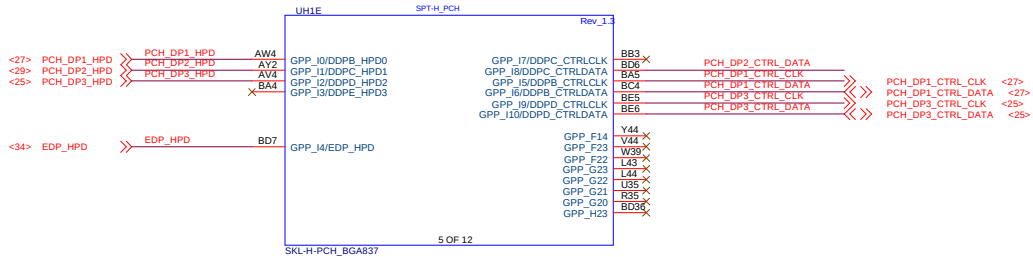 UH1E SPT-H_PCH
Rev_1.3
<27> PCH_DP1_HPD PCH_DP1_HPD AW4 GPP_I0/DDPB_HPD0
<29> PCH_DP2_HPD PCH_DP2_HPD AY2 GPP_I1/DDPC_HPD1
<25> PCH_DP3_HPD PCH_DP3_HPD AV4 GPP_I2/DDPD_HPD2
BA4 GPP_I3/DDPE_HPD3
<34> EDP_HPD EDP_HPD BD7 GPP_I4/EDP_HPD
GPP_I7/DDPC_CTRLCLK BB3
GPP_I8/DDPC_CTRLDATA BD6 PCH_DP2_CTRL_DATA
GPP_I5/DDPB_CTRLCLK BA5 PCH_DP1_CTRL_CLK PCH_DP1_CTRL_CLK <27>
GPP_I6/DDPB_CTRLDATA BC4 PCH_DP1_CTRL_DATA PCH_DP1_CTRL_DATA <27>
GPP_I9/DDPD_CTRLCLK BE5 PCH_DP3_CTRL_CLK PCH_DP3_CTRL_CLK <25>
GPP_I10/DDPD_CTRLDATA BE6 PCH_DP3_CTRL_DATA PCH_DP3_CTRL_DATA <25>
GPP_F14 Y44
GPP_F23 V44
GPP_F22 W39
GPP_G23 L43
GPP_G22 L44
GPP_G21 U35
GPP_G20 R35
GPP_H23 BD36
5 OF 12
SKL-H-PCH_BGA837